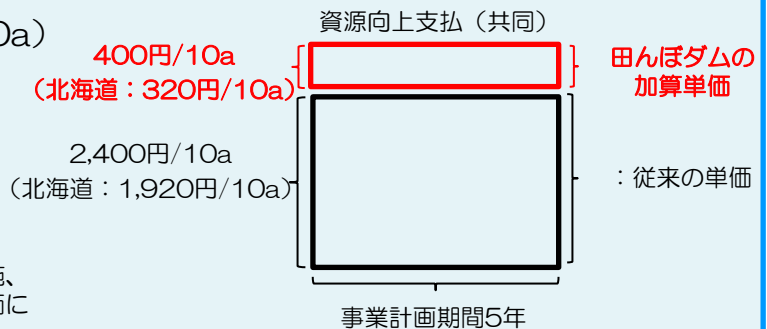 0a）
資源向上支払（共同）
400円/10a
（北海道：320円/10a）
田んぼダムの
加算単価
2,400円/10a
（北海道：1,920円/10a）
：従来の単価
、
に
事業計画期間5年